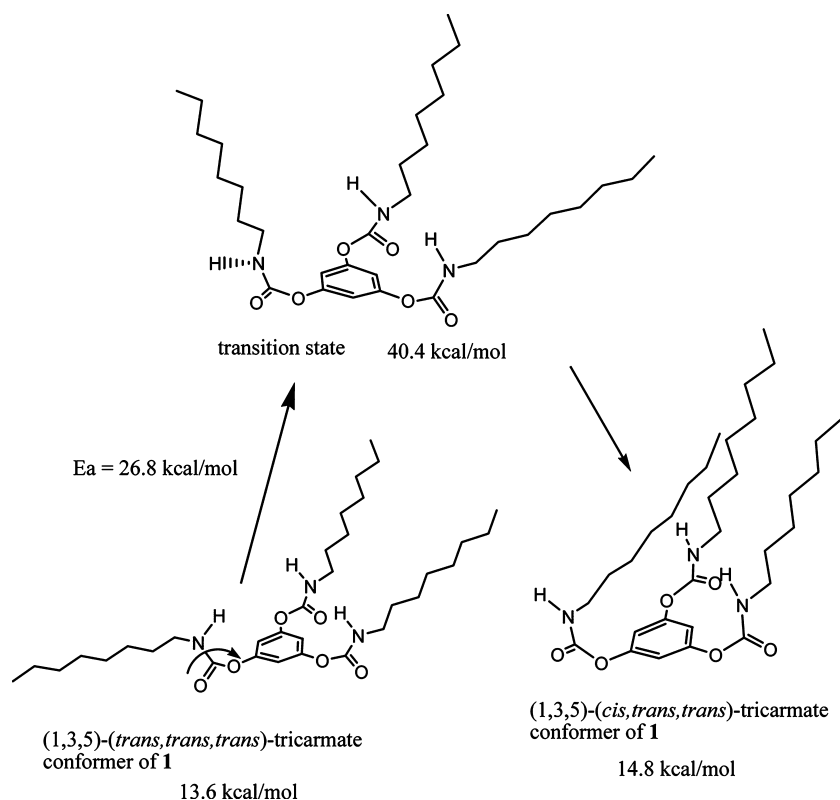 H
N
O
O
H
N
O
O
H
N
O
O
transition state 40.4 kcal/mol
Ea = 26.8 kcal/mol
H
N
O
O
H
N
O
O
H
N
O
O
(1,3,5)-(trans,trans,trans)-tricarmate
conformer of 1
13.6 kcal/mol
H
N
O
O
H
N
O
O
H
N
O
O
(1,3,5)-(cis,trans,trans)-tricarmate
conformer of 1
14.8 kcal/mol